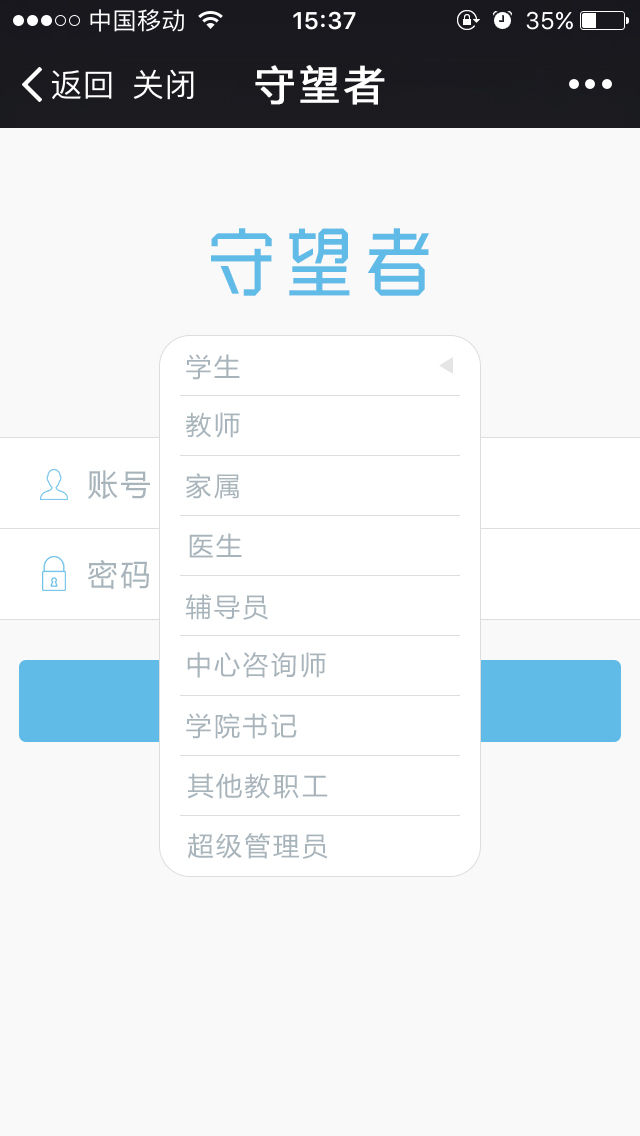 中国移动 15:37 35%
返回 关闭 守望者
守望者
学生
教师
账号
家属
医生
密码
辅导员
中心咨询师
学院书记
其他教职工
超级管理员